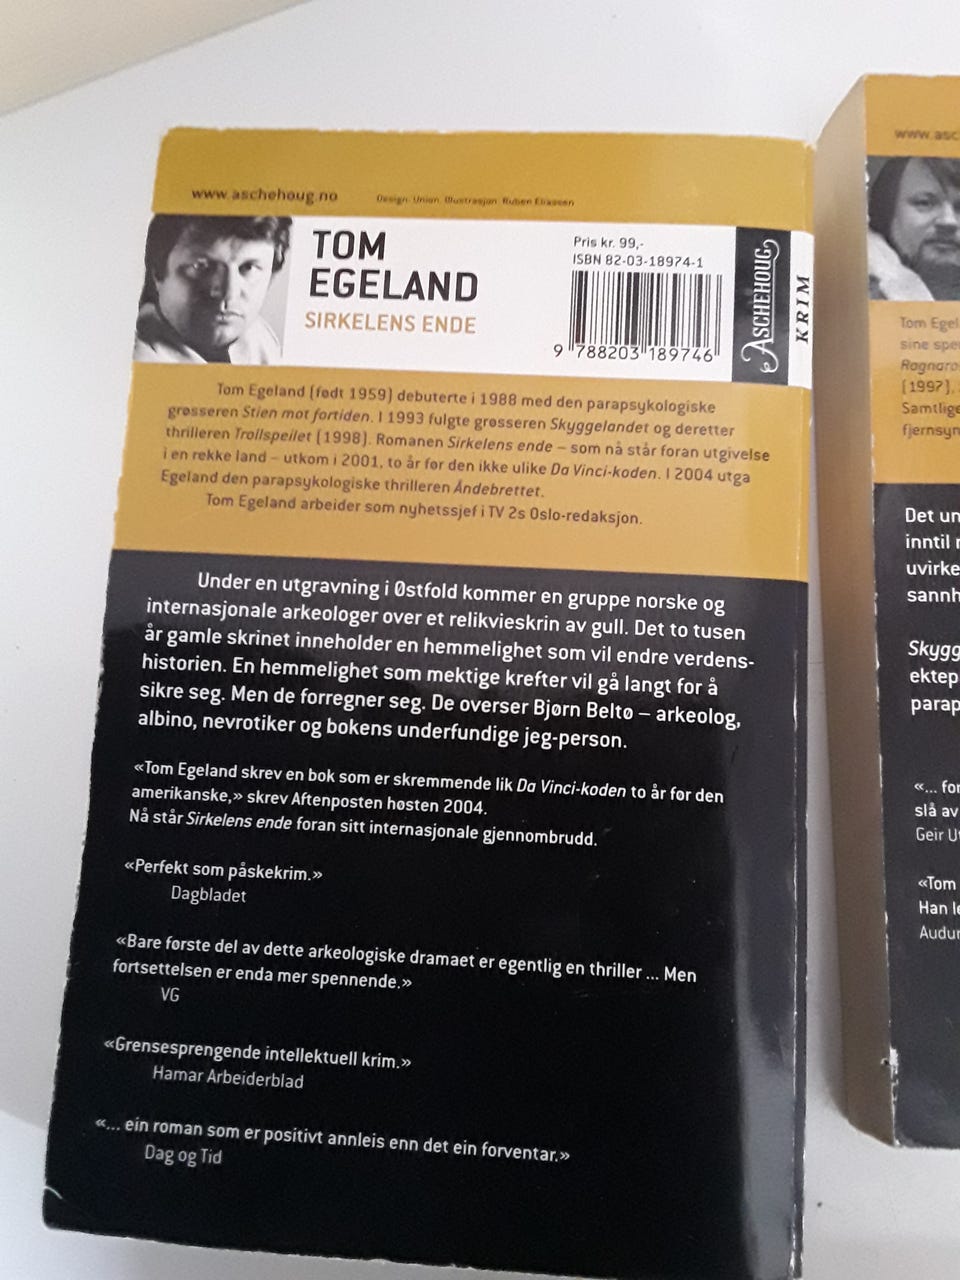 www.aschehoug.no
Design: Union. Illustrasjon: Ruben Eliassen
TOM
EGELAND
SIRKELENS ENDE
Pris kr. 99,-
ISBN 82-03-18974-1
9 788203 189746
ASCHEHOUG
KRIM
Tom Egeland (født 1959) debuterte i 1988 med den parapsykologiske
grøsseren Stien mot fortiden. I 1993 fulgte grøsseren Skyggelandet og deretter
thrilleren Trollspeilet (1998). Romanen Sirkelens ende – som nå står foran utgivelse
i en rekke land – utkom i 2001, to år før den ikke ulike Da Vinci-koden. I 2004 utga
Egeland den parapsykologiske thrilleren Åndebrettet.
Tom Egeland arbeider som nyhetssjef i TV 2s Oslo-redaksjon.
Under en utgravning i Østfold kommer en gruppe norske og
internasjonale arkeologer over et relikvieskrin av gull. Det to tusen
år gamle skrinet inneholder en hemmelighet som vil endre verdens-
historien. En hemmelighet som mektige krefter vil gå langt for å
sikre seg. Men de forregner seg. De overser Bjørn Beltø – arkeolog,
albino, nevrotiker og bokens underfundige jeg-person.
«Tom Egeland skrev en bok som er skremmende lik Da Vinci-koden to år før den
amerikanske,» skrev Aftenposten høsten 2004.
Nå står Sirkelens ende foran sitt internasjonale gjennombrudd.
«Perfekt som påskekrim.»
Dagbladet
«Bare første del av dette arkeologiske dramaet er egentlig en thriller ... Men
fortsettelsen er enda mer spennende.»
VG
«Grensesprengende intellektuell krim.»
Hamar Arbeiderblad
«... ein roman som er positivt annleis enn det ein forventar.»
Dag og Tid
www.asc
Tom Egel
sine spe
Ragnaro
(1997),
Samtlige
fjernsyn
Det un
inntil
uvirke
sannh
Skygg
ektep
parap
«... for
slå av
Geir U
«Tom
Han le
Audur